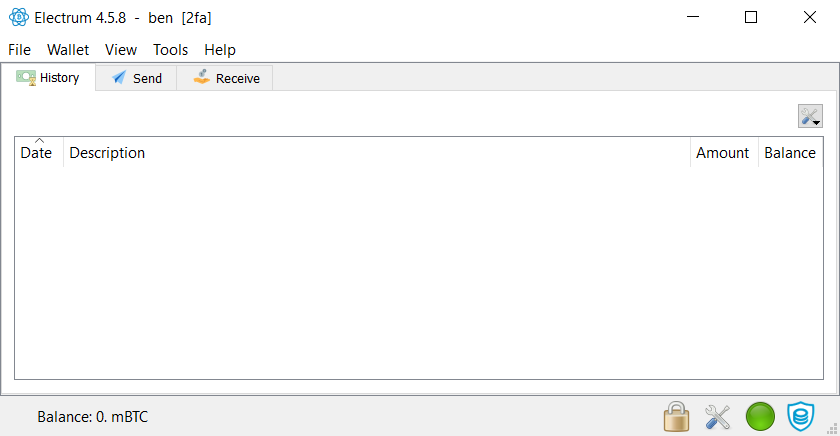 Electrum 4.5.8 - ben [2fa]
File Wallet View Tools Help
History Send Receive
Date Description Amount Balance
Balance: 0. mBTC